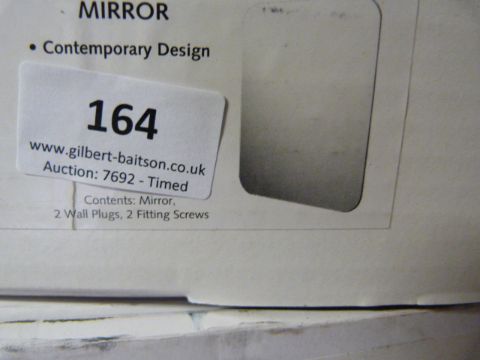 MIRROR
• Contemporary Design
164
www.gilbert-baitson.co.uk
Auction: 7692 - Timed
Contents: Mirror,
2 Wall Plugs, 2 Fitting Screws